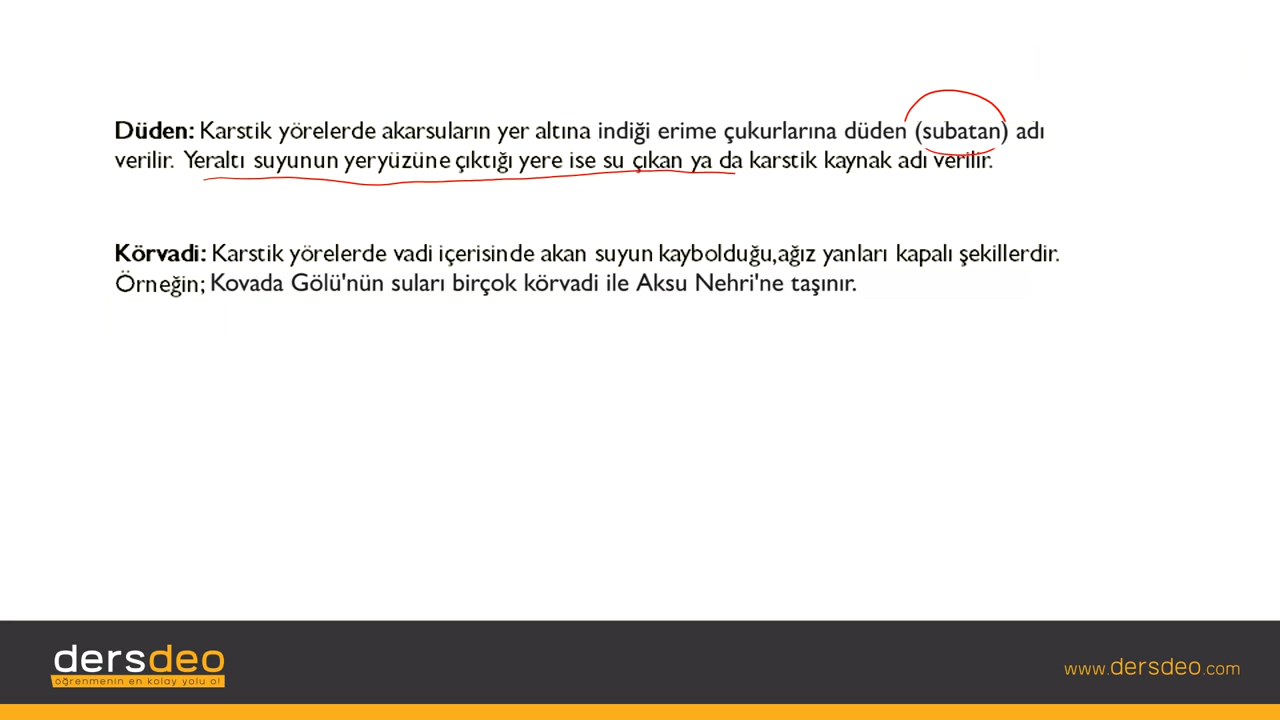 Düden: Karstik yörelerde akarsuların yer altına indiği erime çukurlarına düden (subatan) adı
verilir. Yeraltı suyunun yeryüzüne çıktığı yere ise su çıkan ya da karstik kaynak adı verilir.
Körvadi: Karstik yörelerde vadi içerisinde akan suyun kaybolduğu,ağız yanları kapalı şekillerdir.
Örneğin; Kovada Gölü'nün suları birçok körvadi ile Aksu Nehri'ne taşınır.
dersdeo
öğrenmenin en kolay yolu o!
www.dersdeo.com